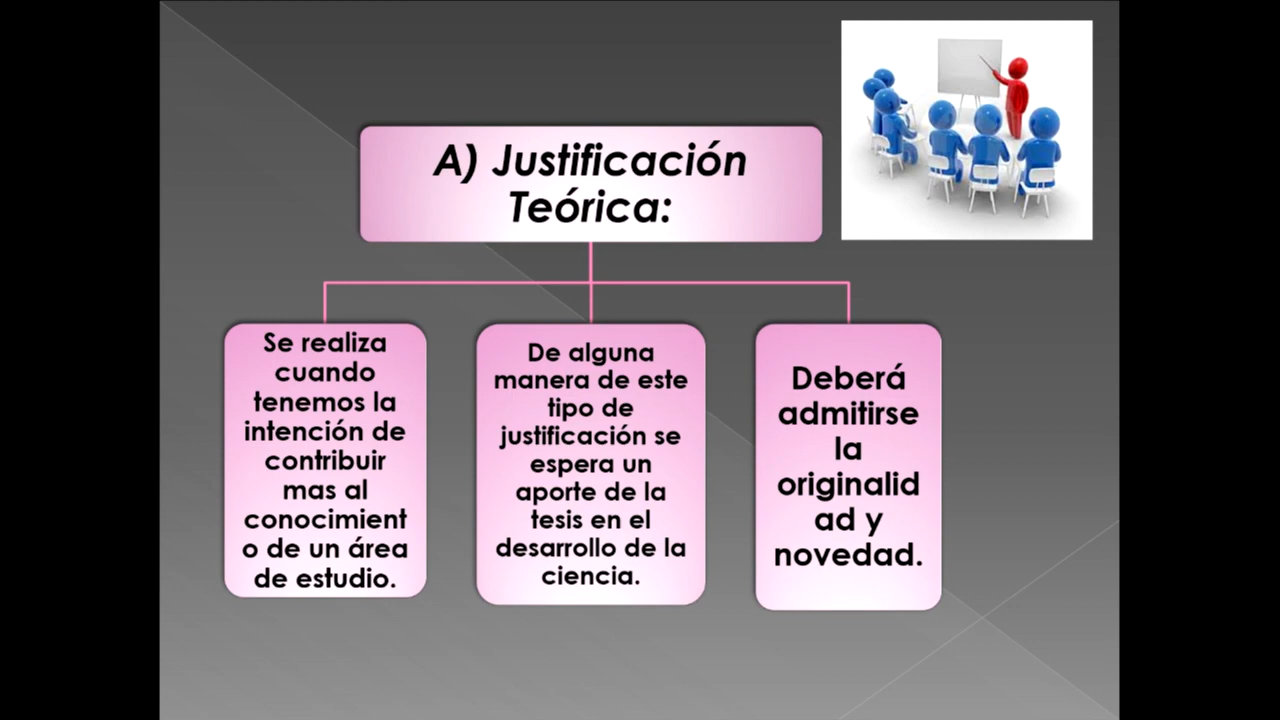 A) Justificación
Teórica:
Se realiza
cuando
tenemos la
intención de
contribuir
mas al
conocimient
o de un área
de estudio.
De alguna
manera de este
tipo de
justificación se
espera un
aporte de la
tesis en el
desarrollo de la
ciencia.
Deberá
admitirse
la
originalid
ad y
novedad.